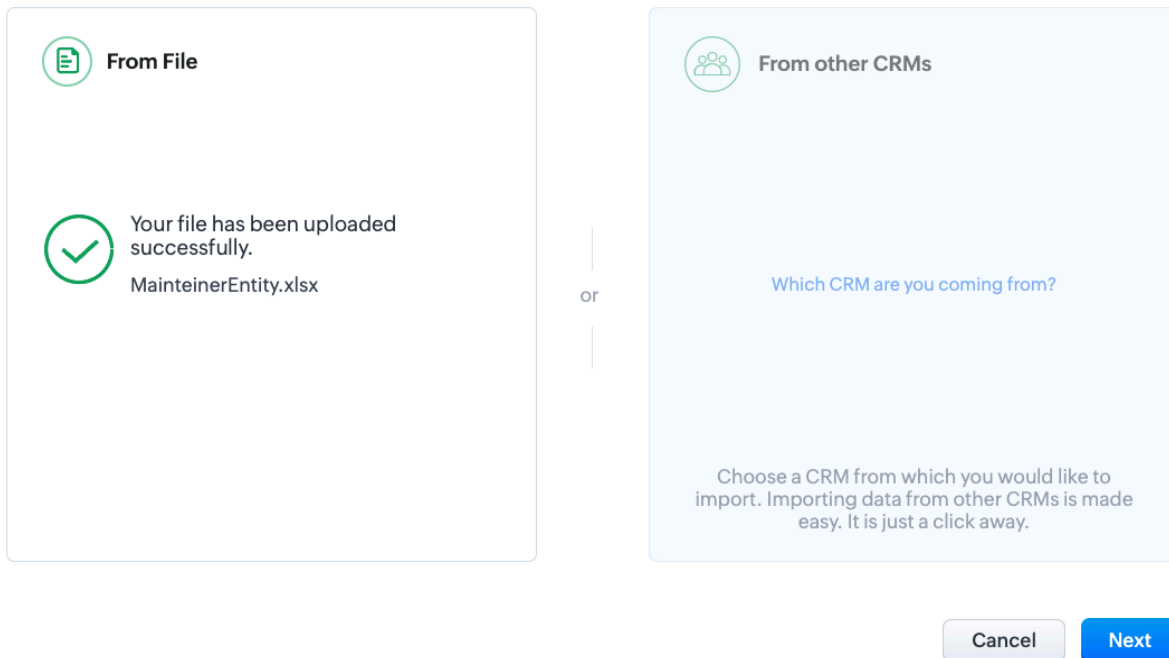 From File
Your file has been uploaded
successfully.
MainteinerEntity.xlsx
or
From other CRMs
Which CRM are you coming from?
Choose a CRM from which you would like to
import. Importing data from other CRMs is made
easy. It is just a click away.
Cancel
Next